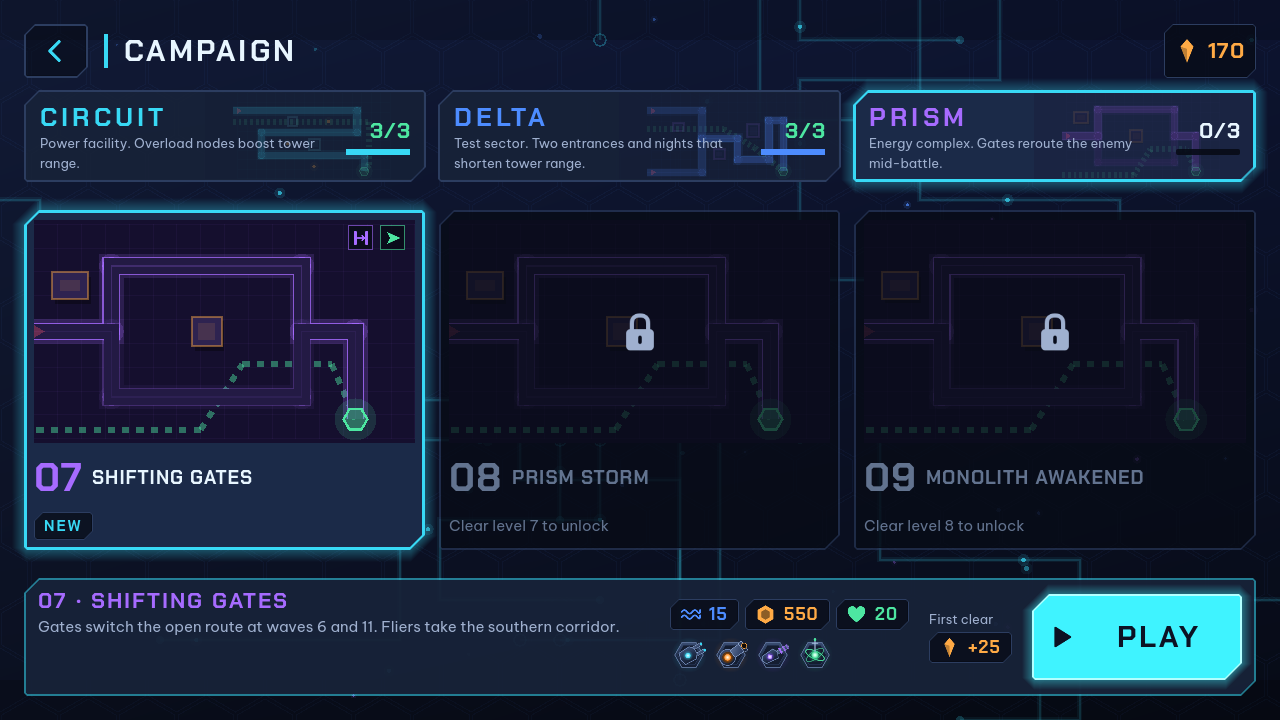 CAMPAIGN
170
CIRCUIT
Power facility. Overload nodes boost tower
range.
3/3
DELTA
Test sector. Two entrances and nights that
shorten tower range.
3/3
PRISM
Energy complex. Gates reroute the enemy
mid-battle.
0/3
07 SHIFTING GATES
NEW
08 PRISM STORM
Clear level 7 to unlock
09 MONOLITH AWAKENED
Clear level 8 to unlock
07 · SHIFTING GATES
Gates switch the open route at waves 6 and 11. Fliers take the southern corridor.
15
550
20
First clear
+25
PLAY